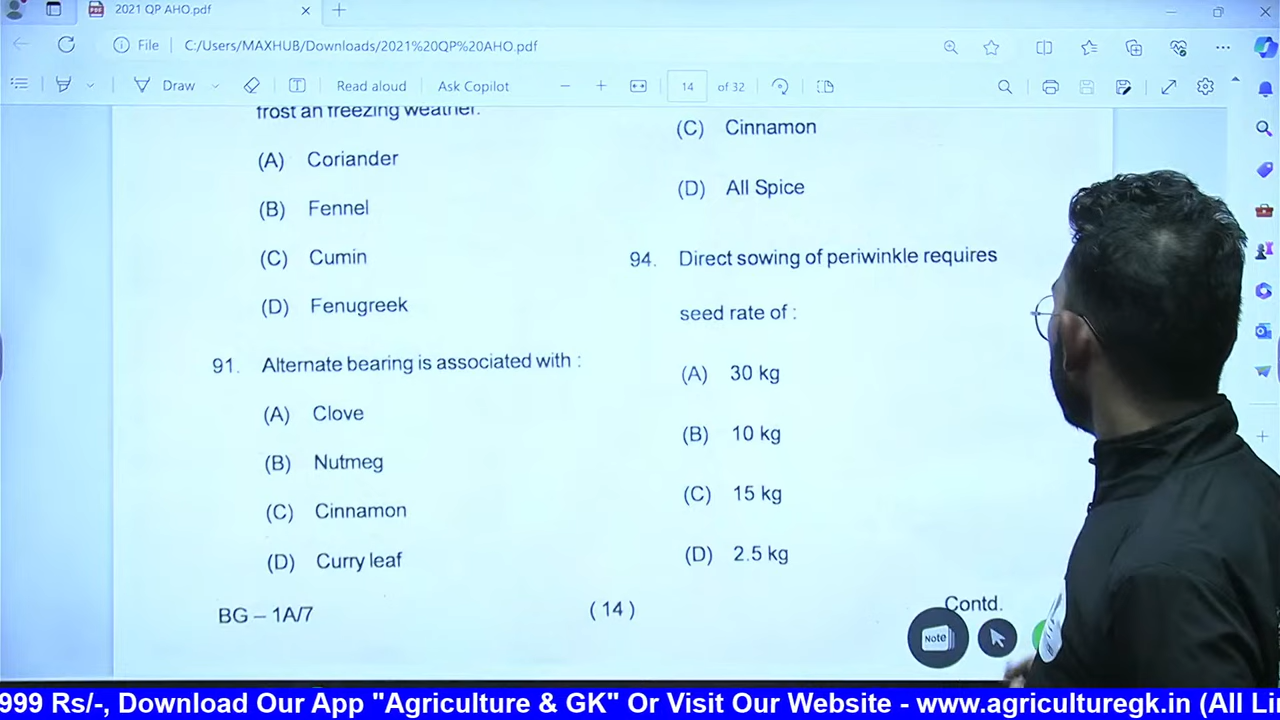 2021 QP AHO.pdf
File
C:/Users/MAXHUB/Downloads/2021%20QP%20AHO.pdf
Draw
Read aloud
Ask Copilot
14
of 32
frost an freezing weather.
(A) Coriander
(B) Fennel
(C) Cumin
(D) Fenugreek
91. Alternate bearing is associated with :
(A) Clove
(B) Nutmeg
(C) Cinnamon
(D) Curry leaf
BG – 1A/7
( 14 )
(C) Cinnamon
(D) All Spice
94. Direct sowing of periwinkle requires
seed rate of :
(A) 30 kg
(B) 10 kg
(C) 15 kg
(D) 2.5 kg
Contd.
Note
999 Rs/-, Download Our App "Agriculture & GK" Or Visit Our Website - www.agriculturegk.in (All Li